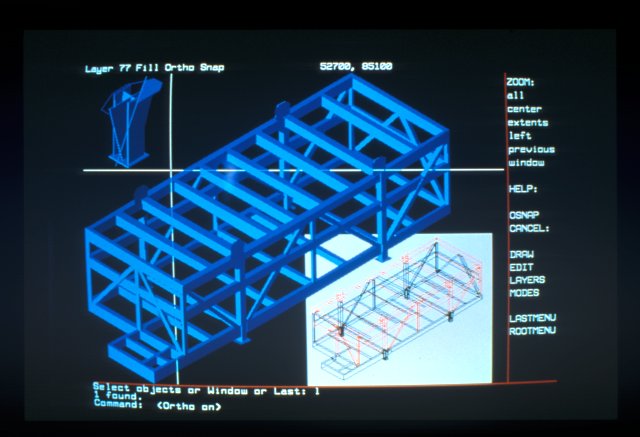 Layer 77 Fill Ortho Snap
52700, 85100
ZOOM:
all
center
extents
left
previous
window
HELP:
OSNAP
CANCEL:
DRAW
EDIT
LAYERS
MODES
LASTMENU
ROOTMENU
Select objects or Window or Last: l
1 found.
Command: <Ortho on>